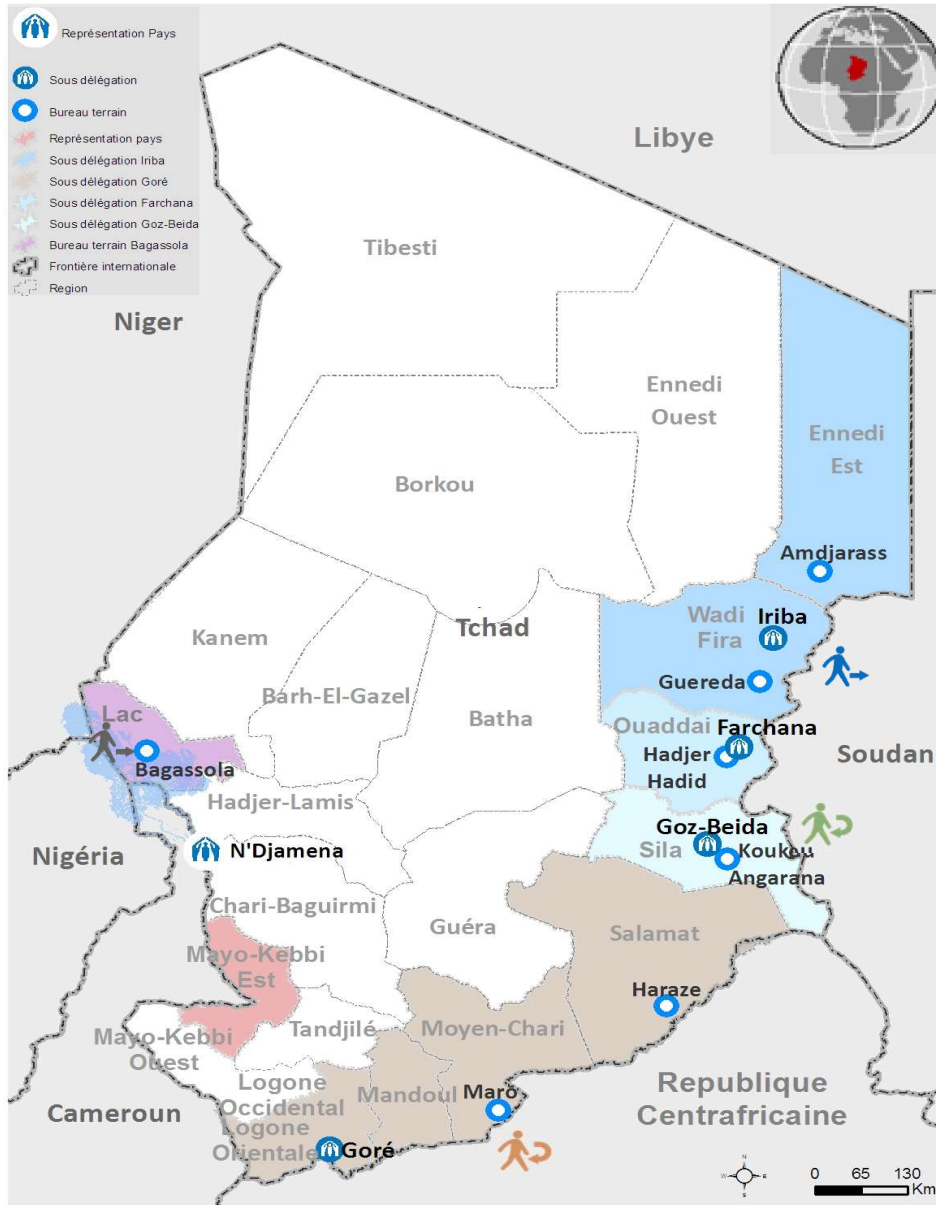 Représentation Pays
Sous délégation
Bureau terrain
Représentation pays
Sous délégation Iriba
Sous délégation Goré
Sous délégation Farchana
Sous délégation Goz-Beida
Bureau terrain Bagassola
Frontière internationale
Region
Libye
Tibesti
Niger
Ennedi
Ouest
Ennedi
Est
Borkou
Amdjarass
Tchad
Wadi
Fira
Iriba
Kanem
Barh-El-Gazel
Batha
Guereda
Lac
Bagassola
Ouaddai
Farchana
Hadjer
Hadid
Soudan
Hadjer-Lamis
Nigéria
N'Djamena
Goz-Beida
Sila
Koukou
Angarana
Chari-Baguirmi
Guéra
Salamat
Mayo-Kebbi
Est
Haraze
Mayo-Kebbi
Ouest
Tandjilé
Moyen-Chari
Logone
Occidental
Mandoul
Maro
Republique
Centrafricaine
Cameroun
Logone
Orientale
Goré
N
W
E
S
0 65 130
Km